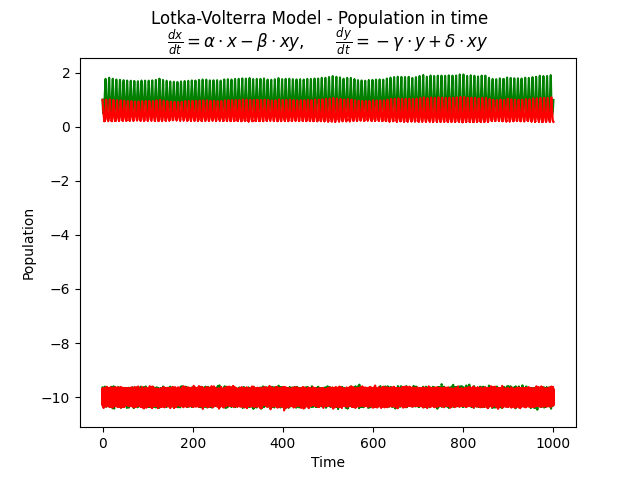 Lotka-Volterra Model - Population in time
dx/dt = α · x − β · xy,   dy/dt = −γ · y + δ · xy
2
0
−2
−4
−6
−8
−10
Population
0 200 400 600 800 1000
Time